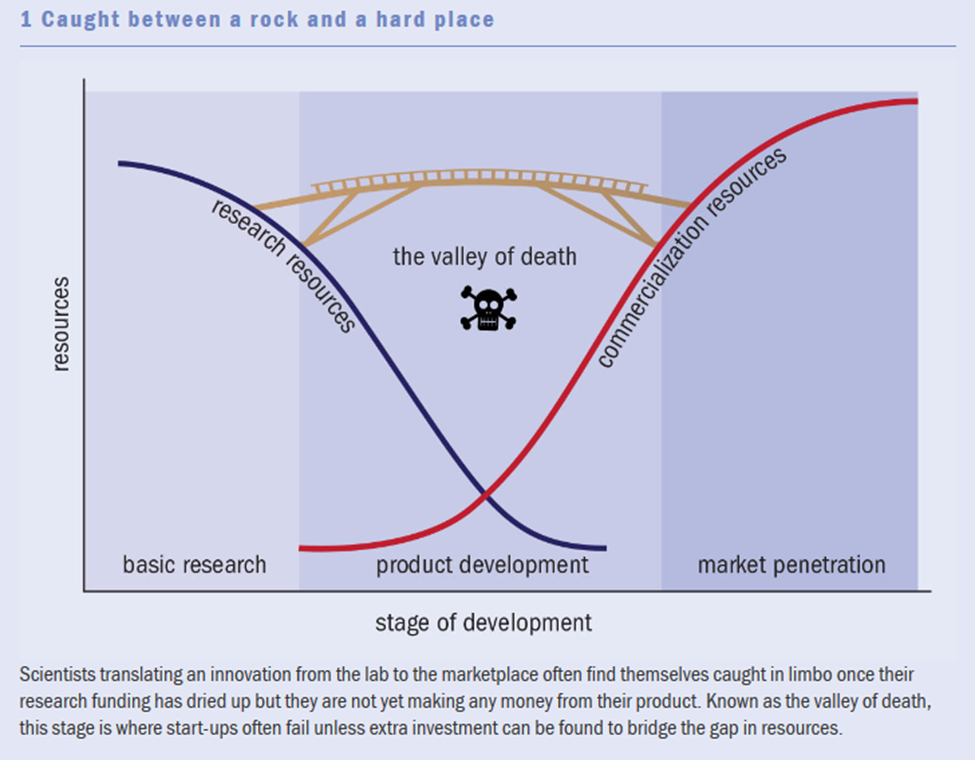 1 Caught between a rock and a hard place
resources
research resources
the valley of death
commercialization resources
basic research
product development
market penetration
stage of development
Scientists translating an innovation from the lab to the marketplace often find themselves caught in limbo once their
research funding has dried up but they are not yet making any money from their product. Known as the valley of death,
this stage is where start-ups often fail unless extra investment can be found to bridge the gap in resources.